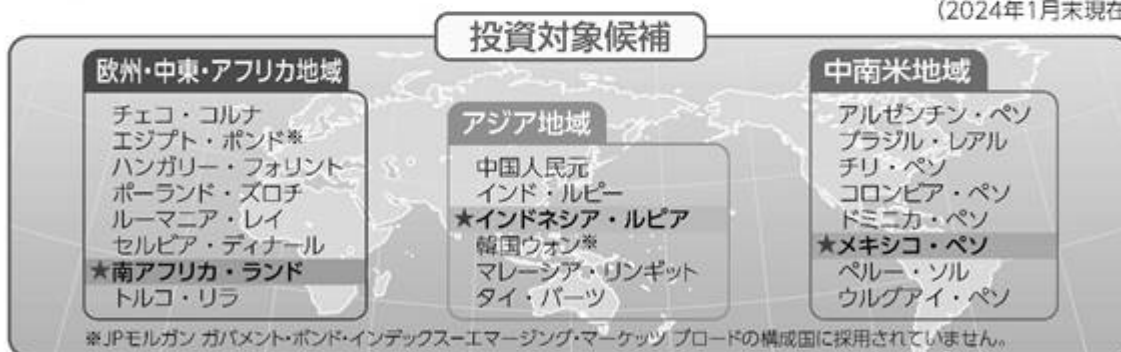 (2024年1月末現在
投資対象候補
欧州・中東・アフリカ地域
チェコ・コルナ
エジプト・ポンド※
ハンガリー・フォリント
ポーランド・ズロチ
ルーマニア・レイ
セルビア・ディナール
★南アフリカ・ランド
トルコ・リラ
アジア地域
中国人民元
インド・ルピー
★インドネシア・ルピア
韓国ウォン※
マレーシア・リンギット
タイ・バーツ
中南米地域
アルゼンチン・ペソ
ブラジル・レアル
チリ・ペソ
コロンビア・ペソ
ドミニカ・ペソ
★メキシコ・ペソ
ペルー・ソル
ウルグアイ・ペソ
※JPモルガン ガバメント・ボンド・インデックスーエマージング・マーケッツ ブロードの構成国に採用されていません。